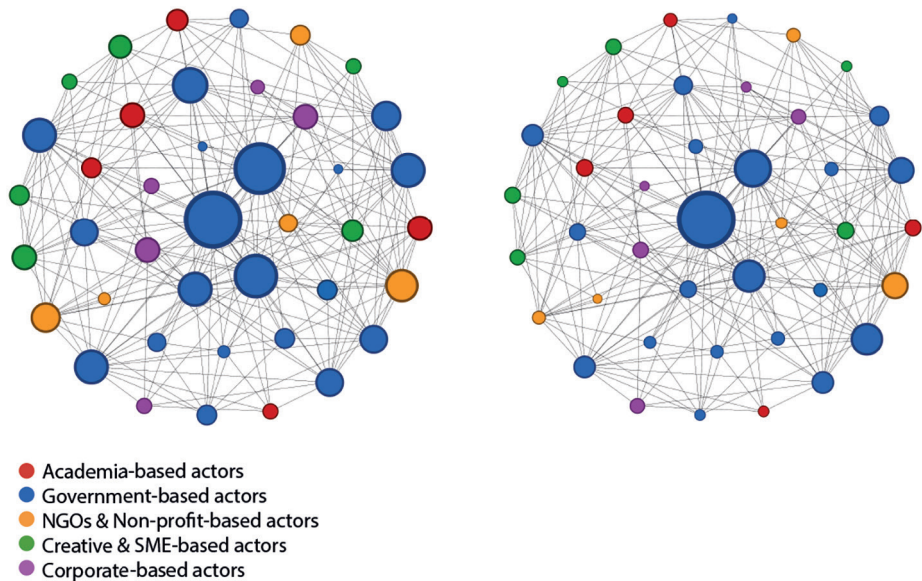 Academia-based actors
Government-based actors
NGOs & Non-profit-based actors
Creative & SME-based actors
Corporate-based actors